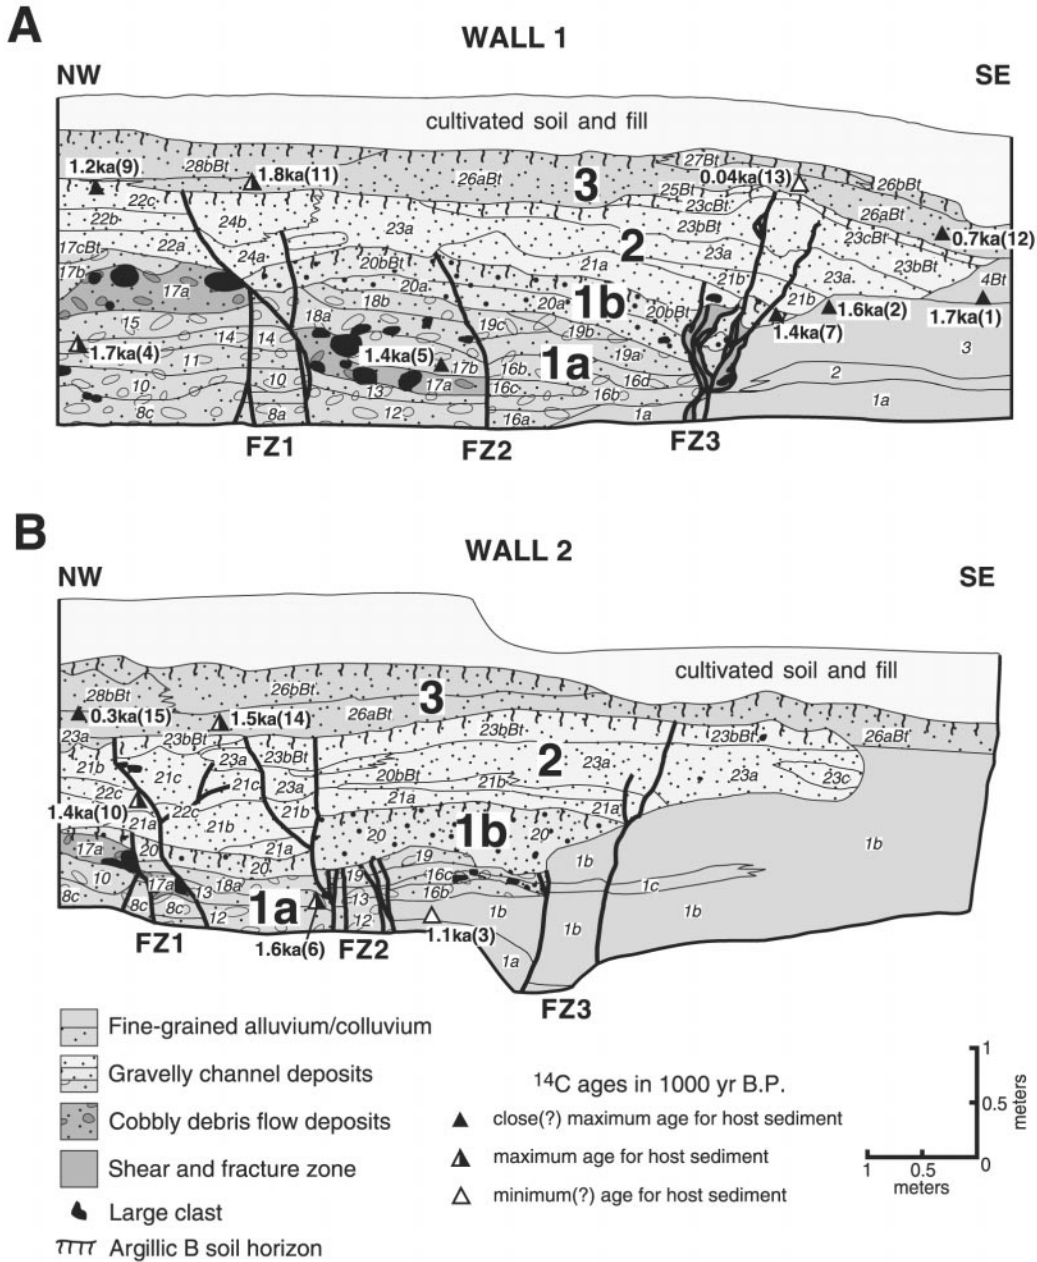 A
WALL 1
NW SE
cultivated soil and fill
1.2ka(9) 28bBt 1.8ka(11) 26aBt 3 27Bt 0.04ka(13) 26bBt
25Bt
22c 23cBt 26aBt
22b 24b 23a 2 23bBt 23cBt 0.7ka(12)
17cBt 22a 24a 20bBt 21a 23a 23bBt
17b 17a 20a 1b 21b 23a 4Bt
18b 20a 20bBt 21b 1.6ka(2) 1.7ka(1)
15 18a 19c 19b 1.4ka(7)
1.7ka(4) 14 14 1.4ka(5) 17b 16b 1a 19a 3
11 2
10 10 13 17a 16c 16d 1a
8c 8a 12 16a 16b 1a
FZ1 FZ2 FZ3
B
WALL 2
NW SE
cultivated soil and fill
28bBt 26bBt 3
0.3ka(15) 1.5ka(14) 26aBt
23a 23bBt 23bBt 23bBt 23bBt 26aBt
21b 21c 23a 23bBt 2 23a
22c 21c 23a 20bBt 21b 23a 23c
1.4ka(10) 22c 21b 21b 21a 21a
21a 20 1b 20 1b
17a 20 21a 19 1b
10 17a 20 19 16c 1c
8c 8c 8c 13 18a 1a 13 16b 1b 1b
12 12 1b
FZ1 1.6ka(6) FZ2 1.1ka(3) 1a
FZ3
Fine-grained alluvium/colluvium
Gravelly channel deposits
Cobbly debris flow deposits
Shear and fracture zone
Large clast
Argillic B soil horizon
14C ages in 1000 yr B.P.
close(?) maximum age for host sediment
maximum age for host sediment
minimum(?) age for host sediment
1
0.5
0
meters
1 0.5
meters